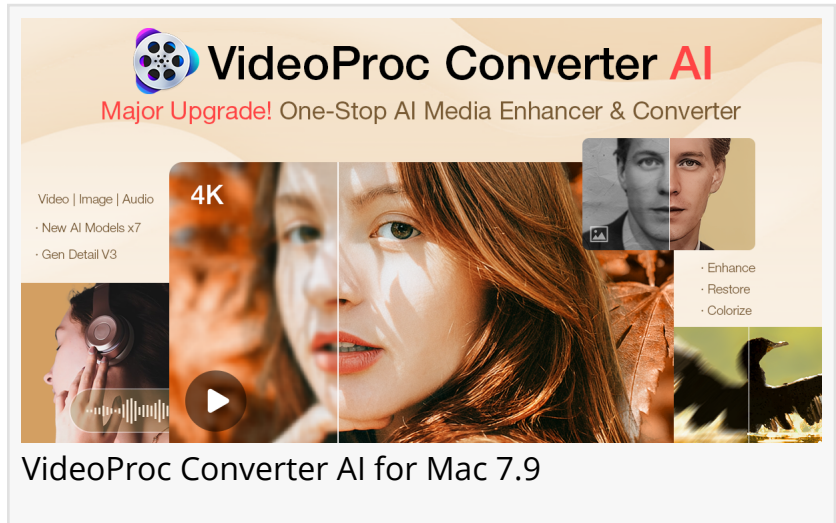 VideoProc Converter AI
Major Upgrade! One-Stop AI Media Enhancer & Converter
Video | Image | Audio
· New AI Models x7
· Gen Detail V3
4K
· Enhance
· Restore
· Colorize
VideoProc Converter AI for Mac 7.9